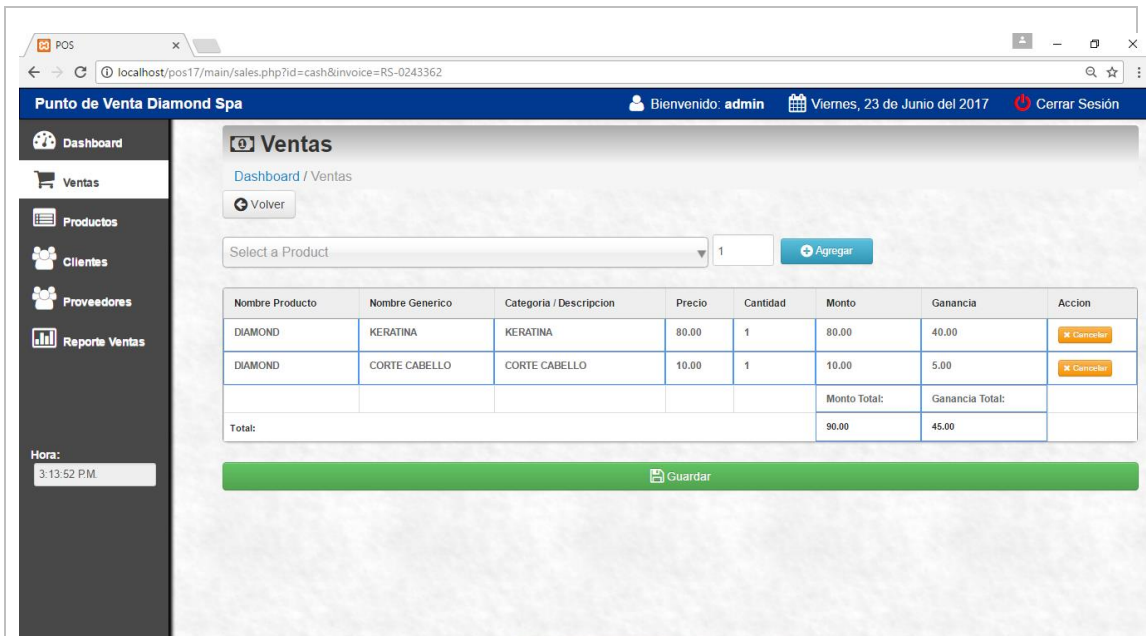 POS
localhost/pos17/main/sales.php?id=cash&invoice=RS-0243362
Punto de Venta Diamond Spa Bienvenido: admin Viernes, 23 de Junio del 2017 Cerrar Sesión
Dashboard
Ventas
Productos
Clientes
Proveedores
Reporte Ventas
Hora:
3:13:52 P.M.
Ventas
Dashboard / Ventas
Volver
Select a Product 1 Agregar
Nombre Producto Nombre Generico Categoria / Descripcion Precio Cantidad Monto Ganancia Accion
DIAMOND KERATINA KERATINA 80.00 1 80.00 40.00 Cancelar
DIAMOND CORTE CABELLO CORTE CABELLO 10.00 1 10.00 5.00 Cancelar
Monto Total: Ganancia Total:
Total: 90.00 45.00
Guardar